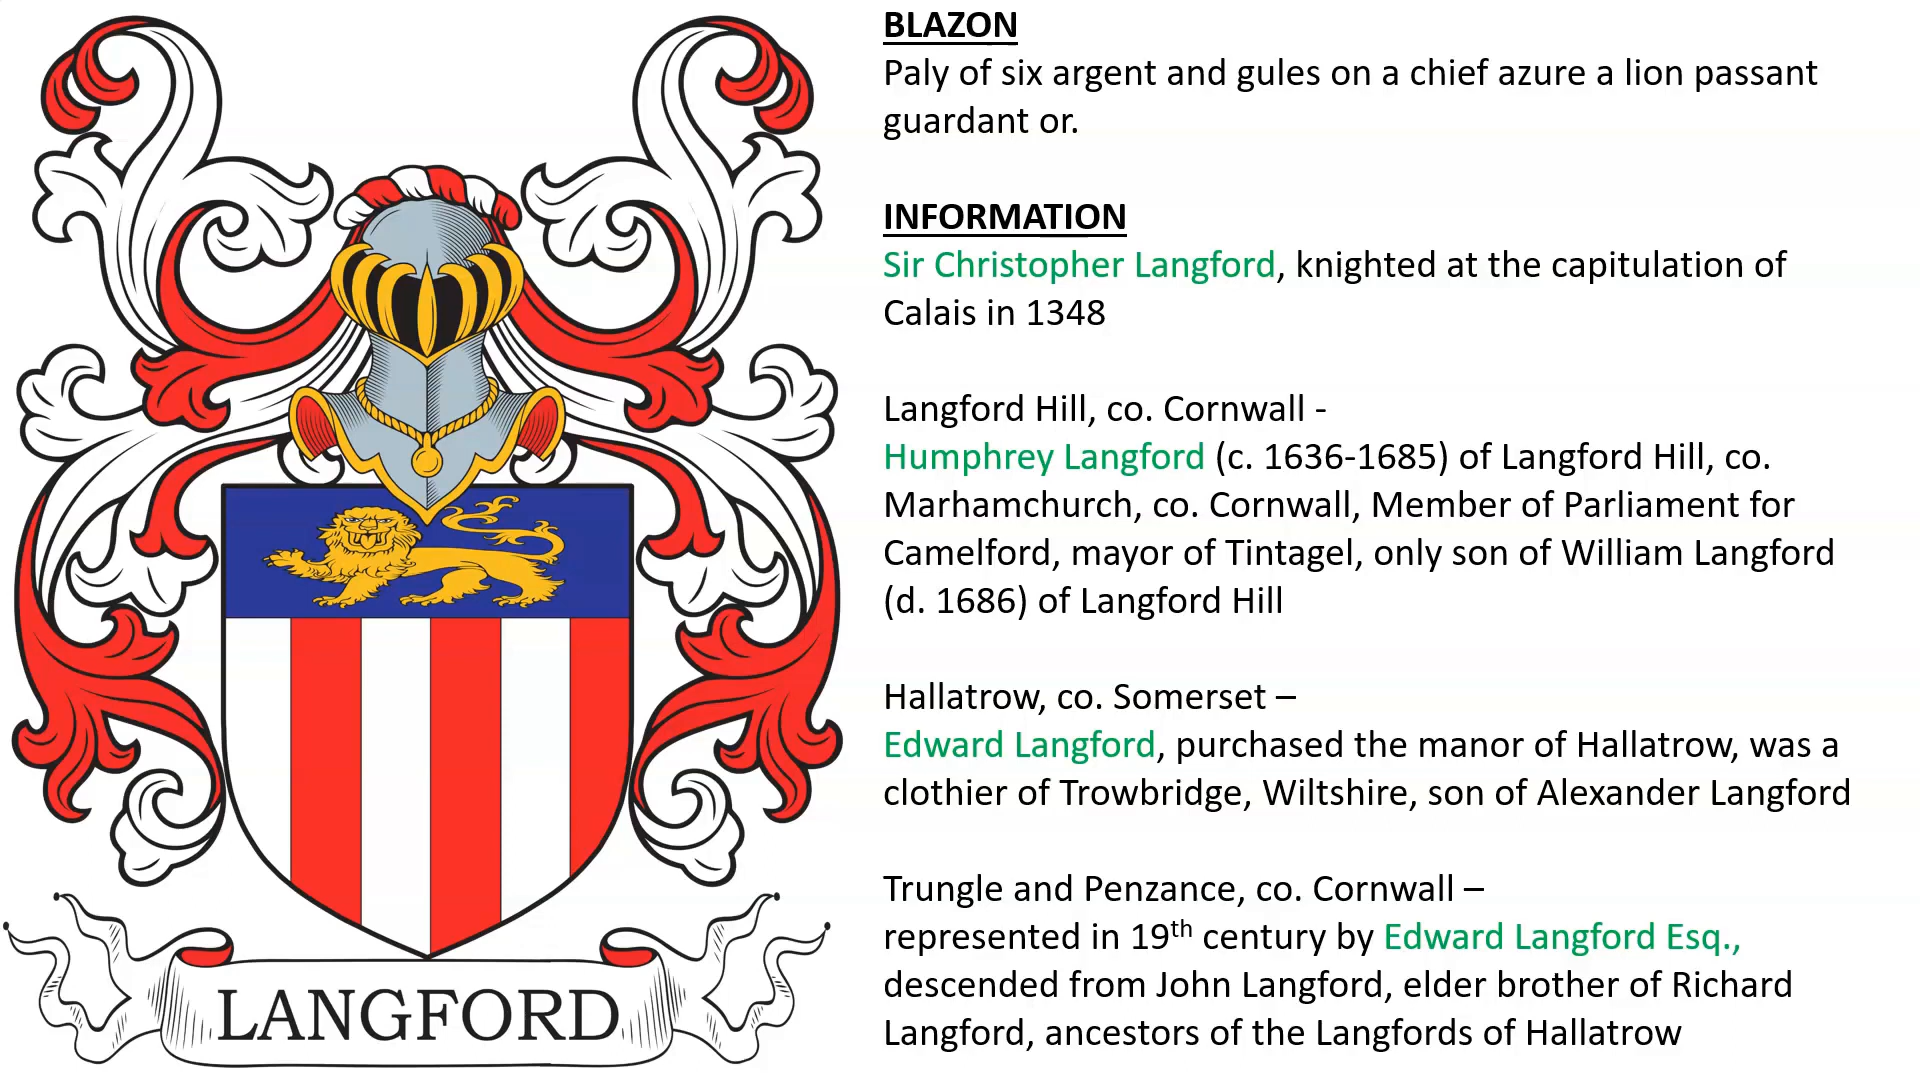 BLAZON
Paly of six argent and gules on a chief azure a lion passant
guardant or.
INFORMATION
Sir Christopher Langford, knighted at the capitulation of
Calais in 1348
Langford Hill, co. Cornwall -
Humphrey Langford (c. 1636-1685) of Langford Hill, co.
Marhamchurch, co. Cornwall, Member of Parliament for
Camelford, mayor of Tintagel, only son of William Langford
(d. 1686) of Langford Hill
Hallatrow, co. Somerset –
Edward Langford, purchased the manor of Hallatrow, was a
clothier of Trowbridge, Wiltshire, son of Alexander Langford
Trungle and Penzance, co. Cornwall –
represented in 19th century by Edward Langford Esq.,
descended from John Langford, elder brother of Richard
Langford, ancestors of the Langfords of Hallatrow
LANGFORD